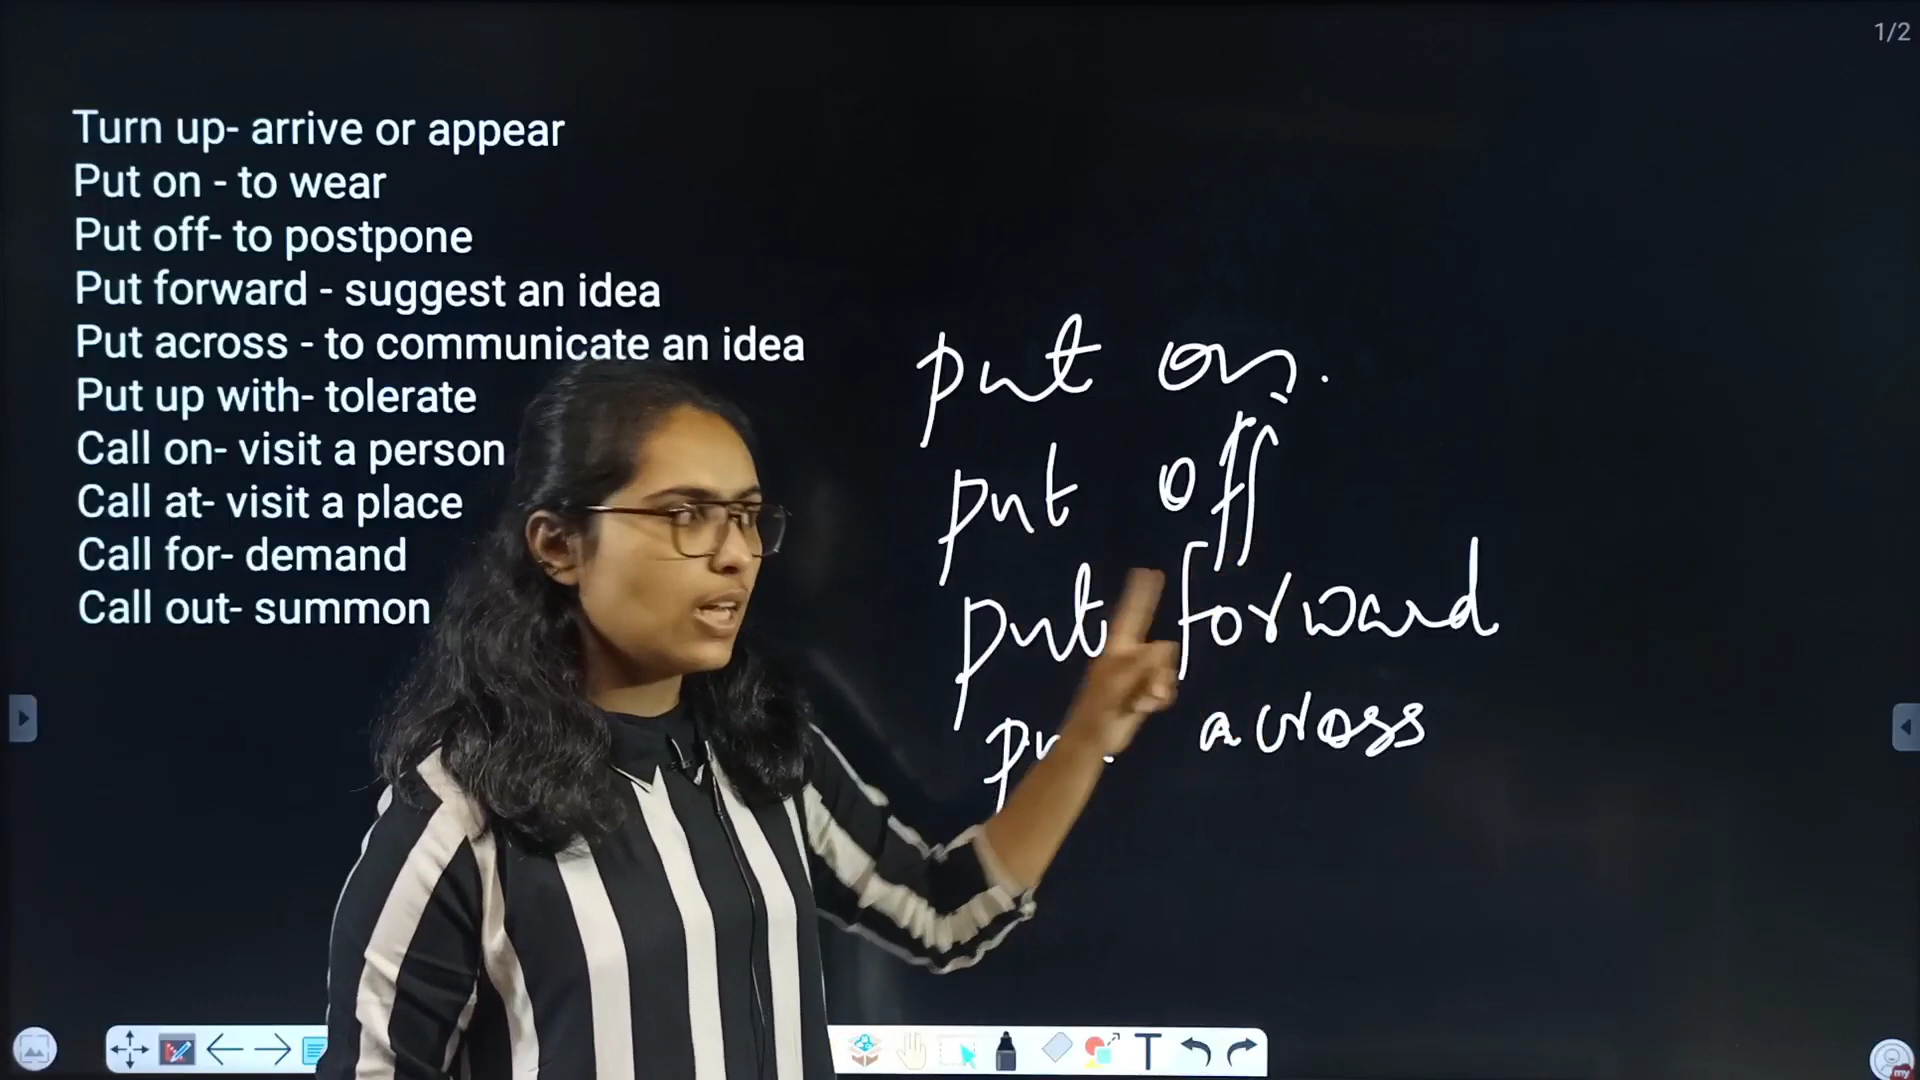 1/2
Turn up- arrive or appear
Put on - to wear
Put off- to postpone
Put forward - suggest an idea
Put across - to communicate an idea
Put up with- tolerate
Call on- visit a person
Call at- visit a place
Call for- demand
Call out- summon
put on.
put off
put forward
across
T
my